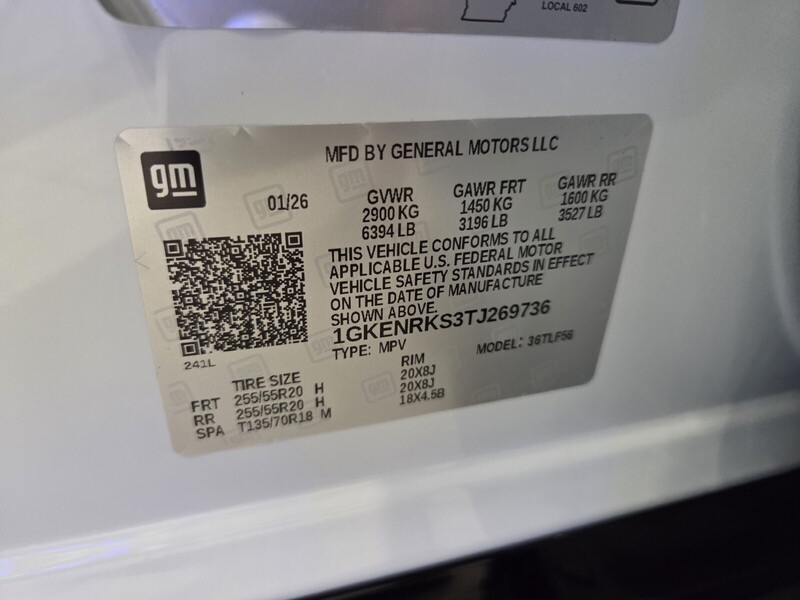 LOCAL 602
gm
MFD BY GENERAL MOTORS LLC
01/26
GVWR GAWR FRT GAWR RR
2900 KG 1450 KG 1600 KG
6394 LB 3196 LB 3527 LB
THIS VEHICLE CONFORMS TO ALL
APPLICABLE U.S. FEDERAL MOTOR
VEHICLE SAFETY STANDARDS IN EFFECT
ON THE DATE OF MANUFACTURE
SHOWN ABOVE.
1GKENRKS3TJ269736
TYPE: MPV MODEL: 36TLF56
241L
TIRE SIZE RIM
FRT 255/55R20 H 20X8J
RR 255/55R20 H 20X8J
SPA T135/70R18 M 18X4.5B